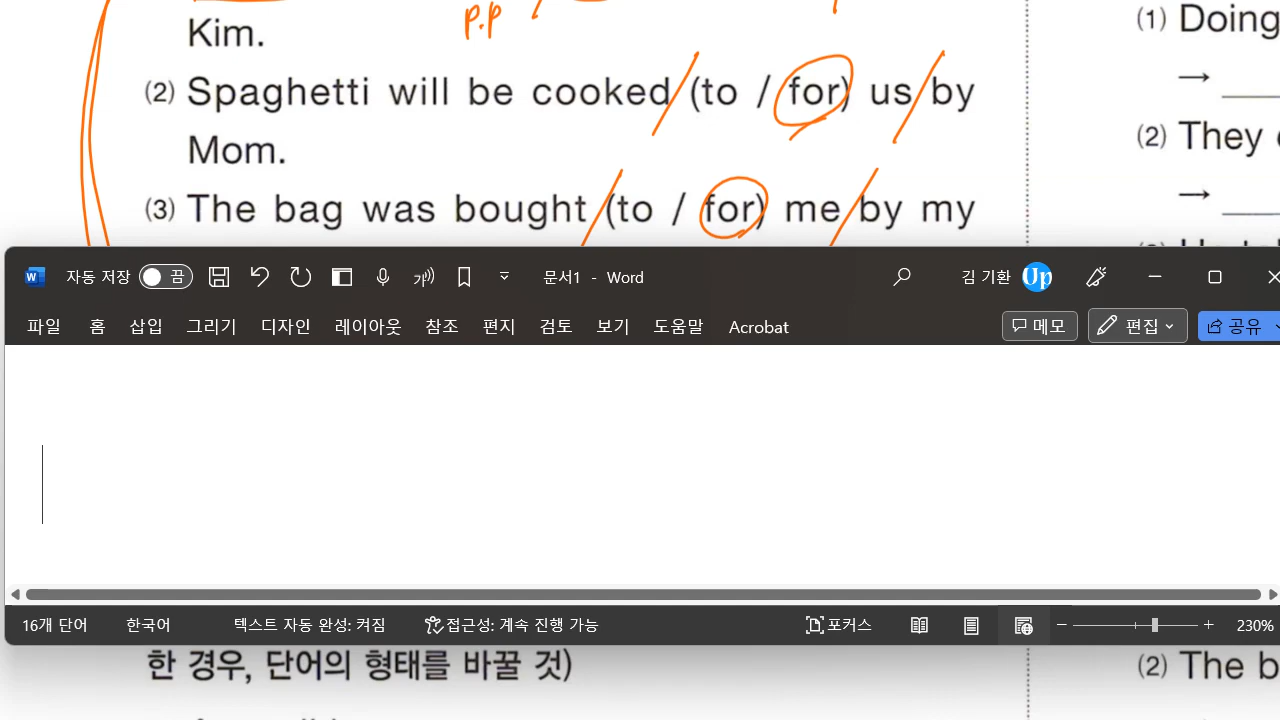 p.p
Kim.
(2) Spaghetti will be cooked (to / for) us by
Mom.
(3) The bag was bought (to / for) me by my
(1) Doing
→
(2) They
→
자동 저장 끔 가)) 문서1 - Word 김 기환 Up
파일 홈 삽입 그리기 디자인 레이아웃 참조 편지 검토 보기 도움말 Acrobat 메모 편집 공유
16개 단어 한국어 텍스트 자동 완성: 켜짐 접근성: 계속 진행 가능 포커스 230%
한 경우, 단어의 형태를 바꿀 것)
(2) The b